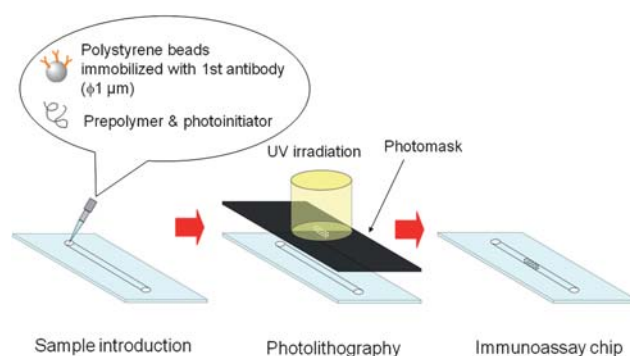 Polystyrene beads
immobilized with 1st antibody
(ϕ1 μm)
Prepolymer & photoinitiator
UV irradiation
Photomask
Sample introduction
Photolithography
Immunoassay chip